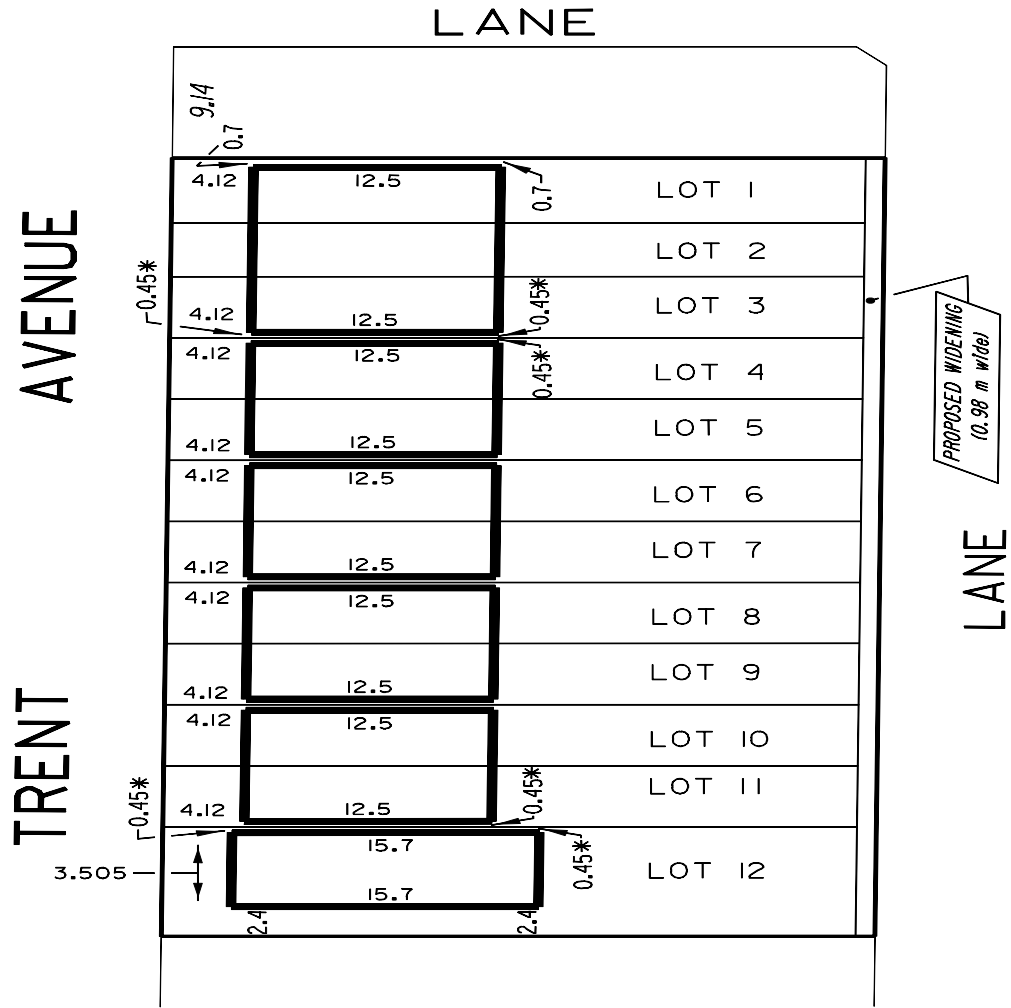 LANE
9.14
0.7
4.12
12.5
0.7
LOT 1
LOT 2
AVENUE
0.45*
4.12
12.5
0.45*
LOT 3
4.12
12.5
0.45*
LOT 4
PROPOSED WIDENING
(0.98 m wide)
4.12
12.5
LOT 5
4.12
12.5
LOT 6
4.12
12.5
LOT 7
LANE
4.12
12.5
LOT 8
4.12
12.5
LOT 9
4.12
12.5
LOT 10
TRENT
0.45*
4.12
12.5
0.45*
LOT 11
15.7
0.45*
3.505
LOT 12
15.7
2.4
2.4